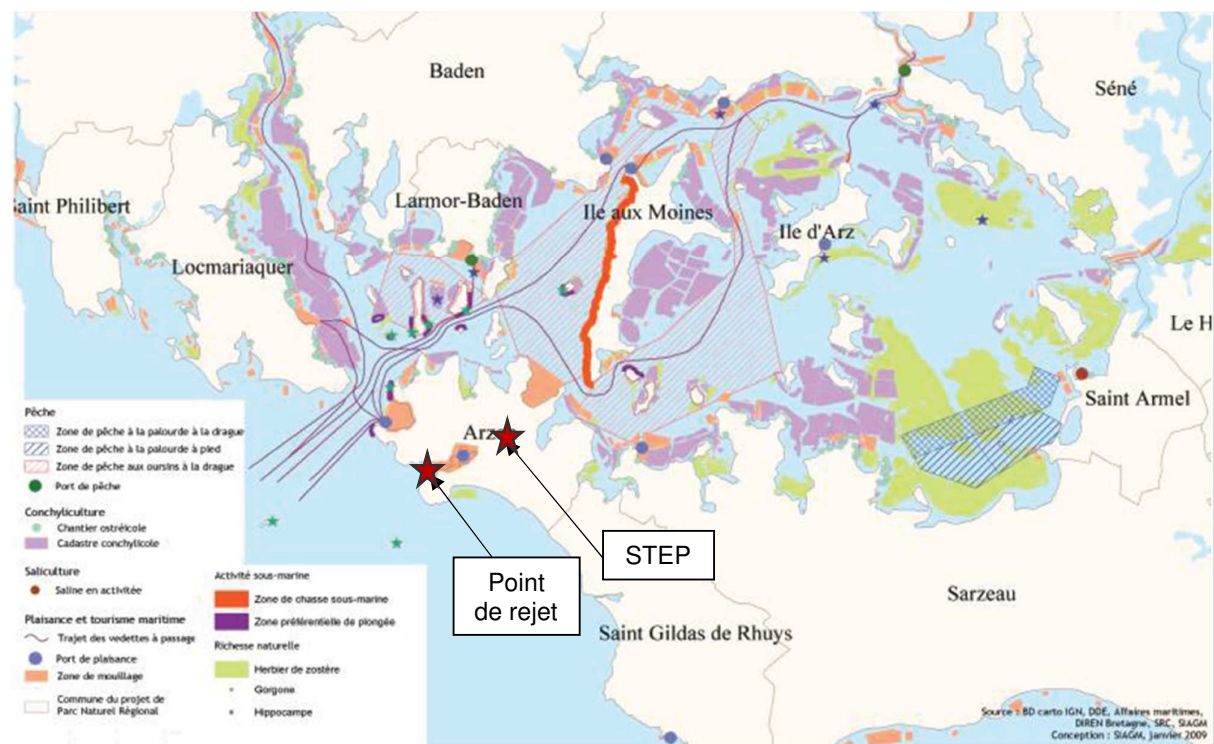 Baden
Séné
Saint Philibert
Larmor-Baden
Ile aux Moines
Ile d'Arz
Locmariaquer
Le H
Saint Armel
Arz
STEP
Point
de rejet
Sarzeau
Saint Gildas de Rhuys
Pêche
Zone de pêche à la palourde à la drague
Zone de pêche à la palourde à pied
Zone de pêche aux oursins à la drague
Port de pêche
Conchyliculture
Chantier ostréicole
Cadastre conchylicole
Saliculture
Saline en activitée
Plaisance et tourisme maritime
Trajet des vedettes à passage
Port de plaisance
Zone de mouillage
Commune du projet de
Parc Naturel Régional
Activité sous-marine
Zone de chasse sous-marine
Zone préférentielle de plongée
Richesse naturelle
Herbier de zostère
Gorgone
Hippocampe
Source : BD carto IGN, DDE, Affaires maritimes,
DIREN Bretagne, SRC, SIAGM
Conception : SIAGM, janvier 2009